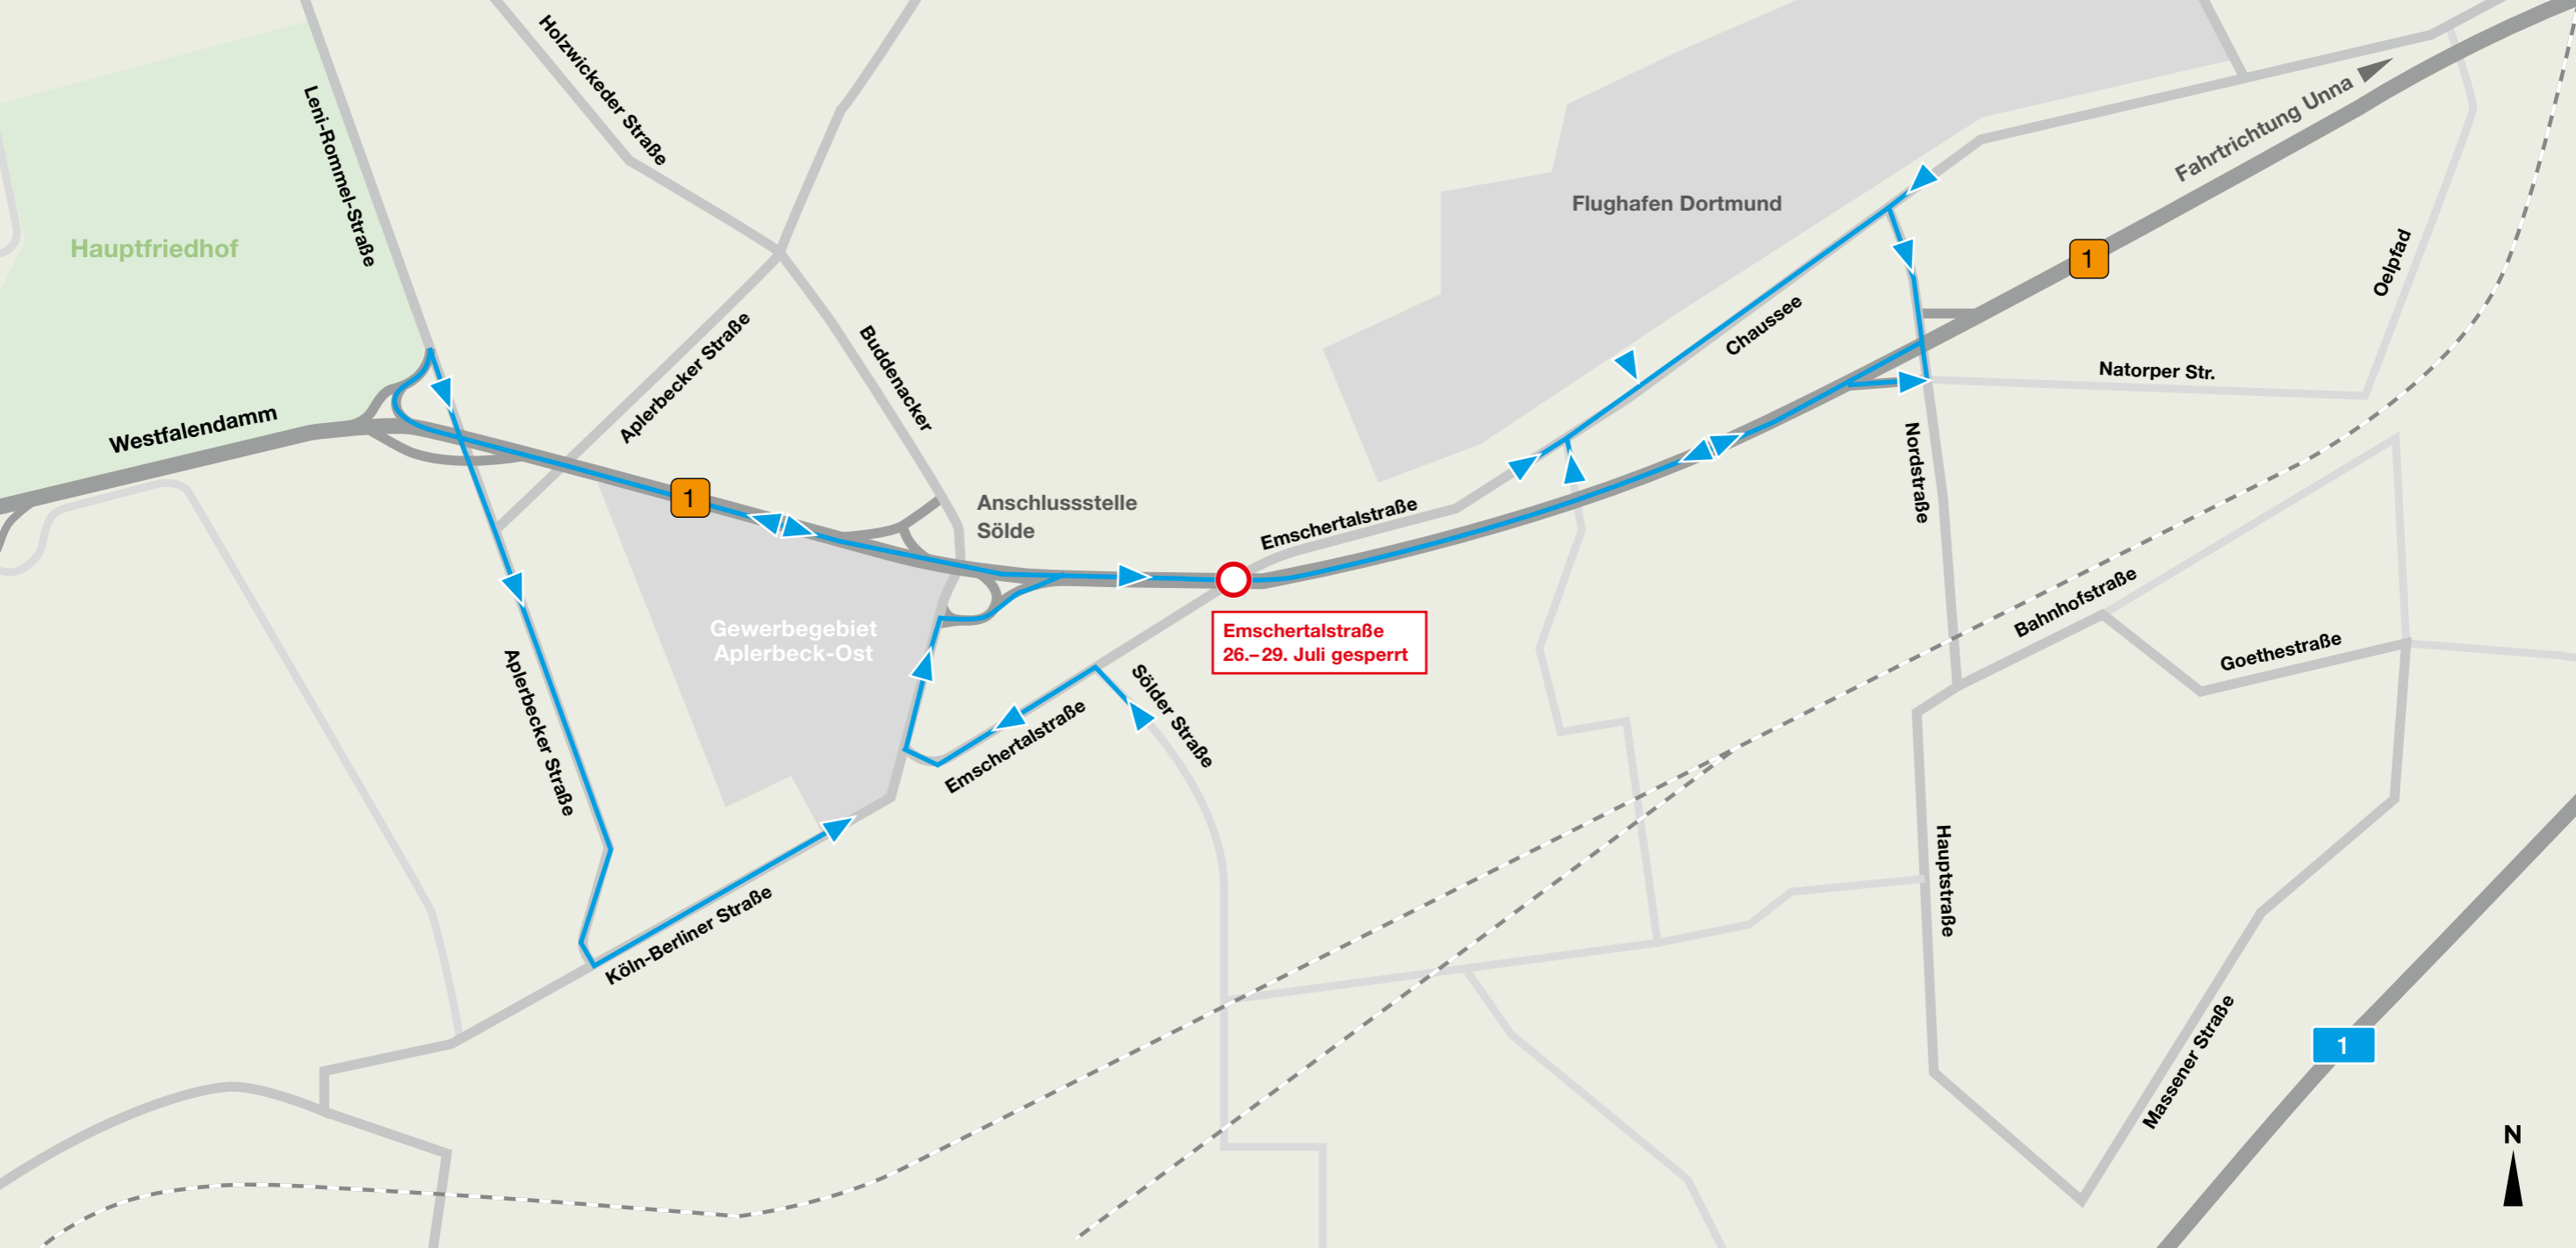 Holzwickeder Straße
Leni-Rommel-Straße
Hauptfriedhof
Westfalendamm
Aplerbecker Straße
Buddenacker
1
Anschlussstelle
Sölde
Flughafen Dortmund
Chaussee
Emschertalstraße
Fahrtrichtung Unna
1
Oelpfad
Natorper Str.
Nordstraße
Emschertalstraße
26.–29. Juli gesperrt
Gewerbegebiet
Aplerbeck-Ost
Aplerbecker Straße
Sölder Straße
Emschertalstraße
Köln-Berliner Straße
Bahnhofstraße
Goethestraße
Hauptstraße
Massener Straße
1
N